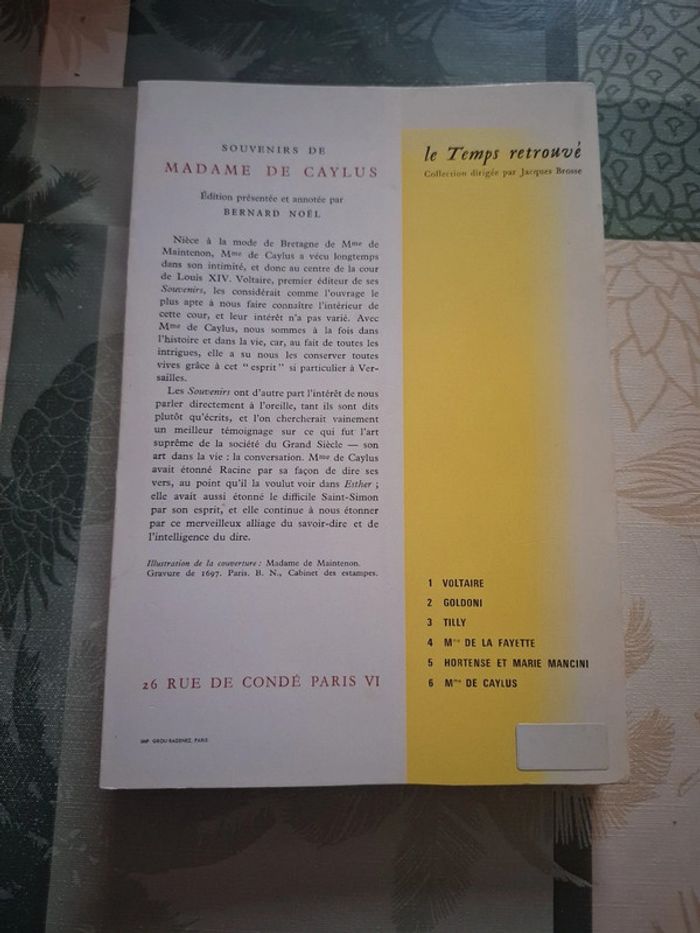 SOUVENIRS DE
MADAME DE CAYLUS
Édition présentée et annotée par
BERNARD NOËL
Nièce à la mode de Bretagne de Mme de
Maintenon, Mme de Caylus a vécu longtemps
dans son intimité, et donc au centre de la cour
de Louis XIV. Voltaire, premier éditeur de ses
Souvenirs, les considérait comme l'ouvrage le
plus apte à nous faire connaître l'intérieur de
cette cour, et leur intérêt n'a pas varié. Avec
Mme de Caylus, nous sommes à la fois dans
l'histoire et dans la vie, car, au fait de toutes les
intrigues, elle a su nous les conserver toutes
vives grâce à cet "esprit" si particulier à Ver-
sailles.
Les Souvenirs ont d'autre part l'intérêt de nous
parler directement à l'oreille, tant ils sont dits
plutôt qu'écrits, et l'on chercherait vainement
un meilleur témoignage sur ce qui fut l'art
suprême de la société du Grand Siècle — son
art dans la vie : la conversation. Mme de Caylus
avait étonné Racine par sa façon de dire ses
vers, au point qu'il la voulut voir dans Esther ;
elle avait aussi étonné le difficile Saint-Simon
par son esprit, et elle continue à nous étonner
par ce merveilleux alliage du savoir-dire et de
l'intelligence du dire.
Illustration de la couverture : Madame de Maintenon.
Gravure de 1697. Paris. B. N., Cabinet des estampes.
26 RUE DE CONDÉ PARIS VI
IMP. GROU-RADENEZ, PARIS
le Temps retrouvé
Collection dirigée par Jacques Brosse
1 VOLTAIRE
2 GOLDONI
3 TILLY
4 Mme DE LA FAYETTE
5 HORTENSE ET MARIE MANCINI
6 Mme DE CAYLUS